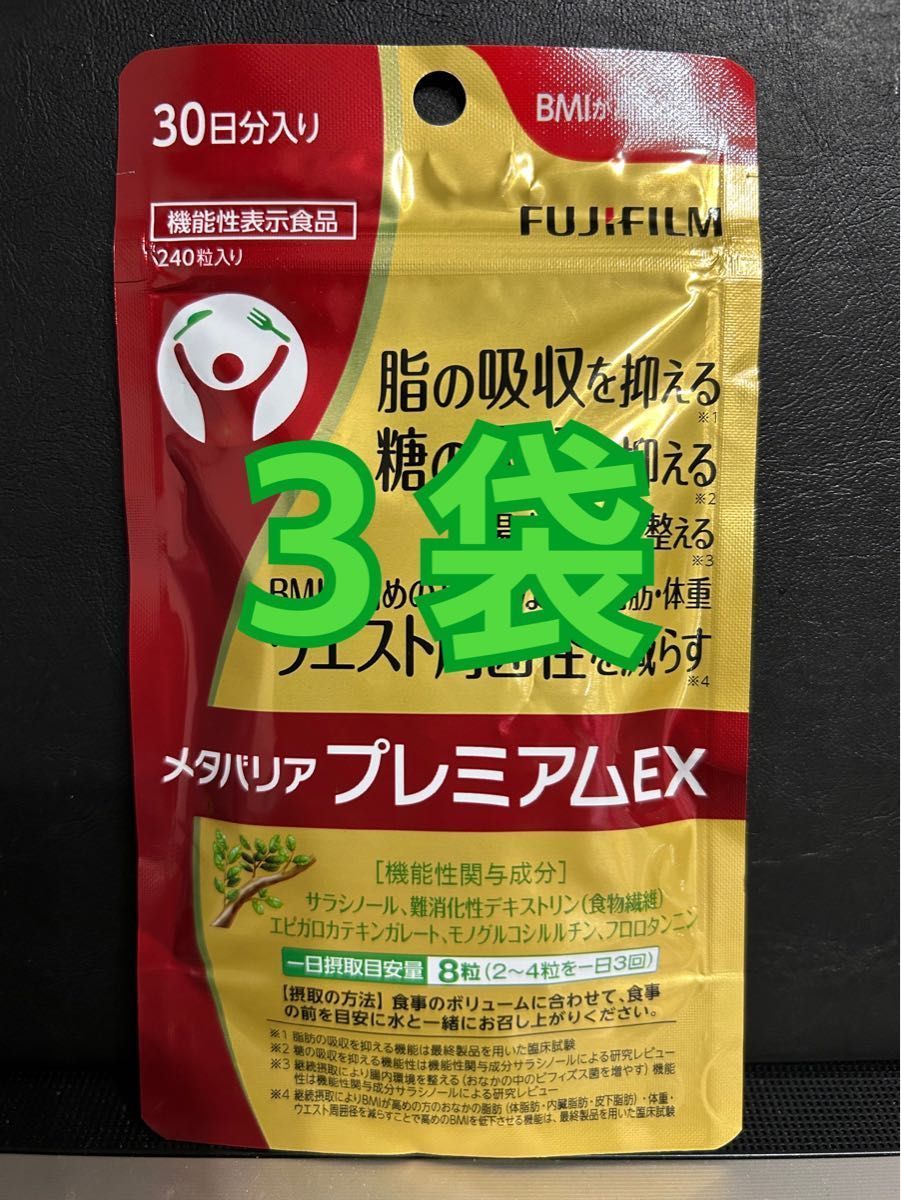 30日分入り
BMIが
機能性表示食品
240粒入り
FUJIFILM
脂の吸収を抑える
※1
糖の 抑える
※2
整える
※3
3袋
BMI 高めの 脂肪・体重
ウエスト周囲径を減らす
※4
メタバリア プレミアムEX
[機能性関与成分]
サラシノール、難消化性デキストリン(食物繊維)
エピガロカテキンガレート、モノグルコシルルチン、フロロタンニン
一日摂取目安量 8粒(2~4粒を一日3回)
【摂取の方法】食事のボリュームに合わせて、食事
の前を目安に水と一緒にお召し上がりください。
※1 脂肪の吸収を抑える機能は最終製品を用いた臨床試験
※2 糖の吸収を抑える機能性は機能性関与成分サラシノールによる研究レビュー
※3 継続摂取により腸内環境を整える(おなかの中のビフィズス菌を増やす)機能
性は機能性関与成分サラシノールによる研究レビュー
※4 継続摂取によりBMIが高めの方のおなかの脂肪(体脂肪・内臓脂肪・皮下脂肪)・体重・
ウエスト周囲径を減らすことで高めのBMIを低下させる機能は、最終製品を用いた臨床試験